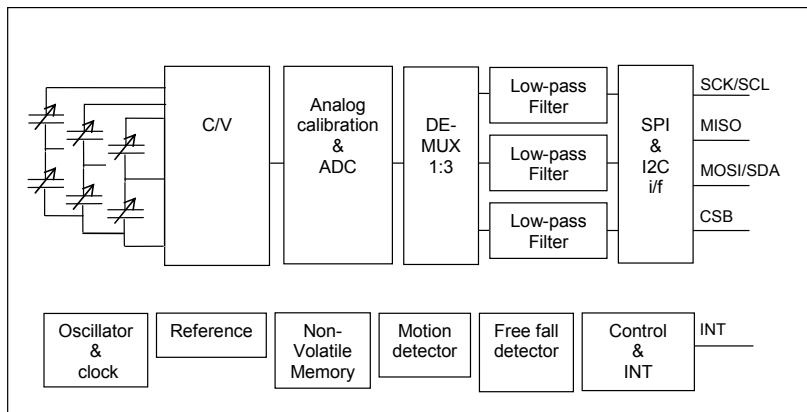 C/V
Analog
calibration
&
ADC
DE-
MUX
1:3
Low-pass
Filter
Low-pass
Filter
Low-pass
Filter
SPI
&
I2C
i/f
SCK/SCL
MISO
MOSI/SDA
CSB
Oscillator
&
clock
Reference
Non-
Volatile
Memory
Motion
detector
Free fall
detector
Control
&
INT
INT